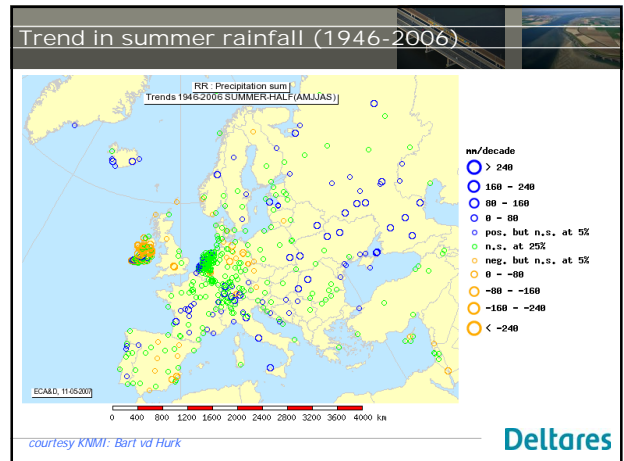 Trend in summer rainfall (1946-2006)
RR : Precipitation sum
Trends 1946-2006 SUMMER-HALF(AMJJAS)
mm/decade
> 240
160 - 240
80 - 160
0 - 80
pos. but n.s. at 5%
n.s. at 25%
neg. but n.s. at 5%
0 - -80
-80 - -160
-160 - -240
< -240
ECA&D, 11-05-2007
0 400 800 1200 1600 2000 2400 2800 3200 3600 4000 km
courtesy KNMI: Bart vd Hurk
Deltares